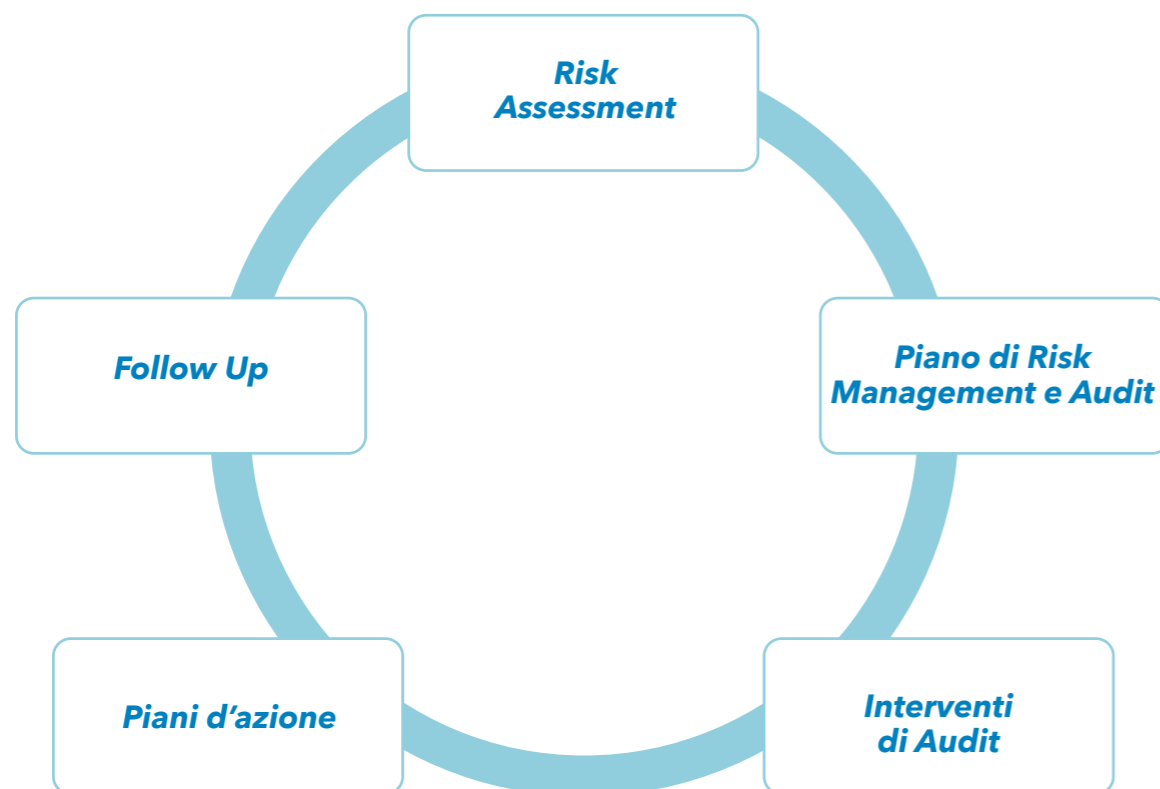 Risk
Assessment
Piano di Risk
Management e Audit
Interventi
di Audit
Piani d’azione
Follow Up